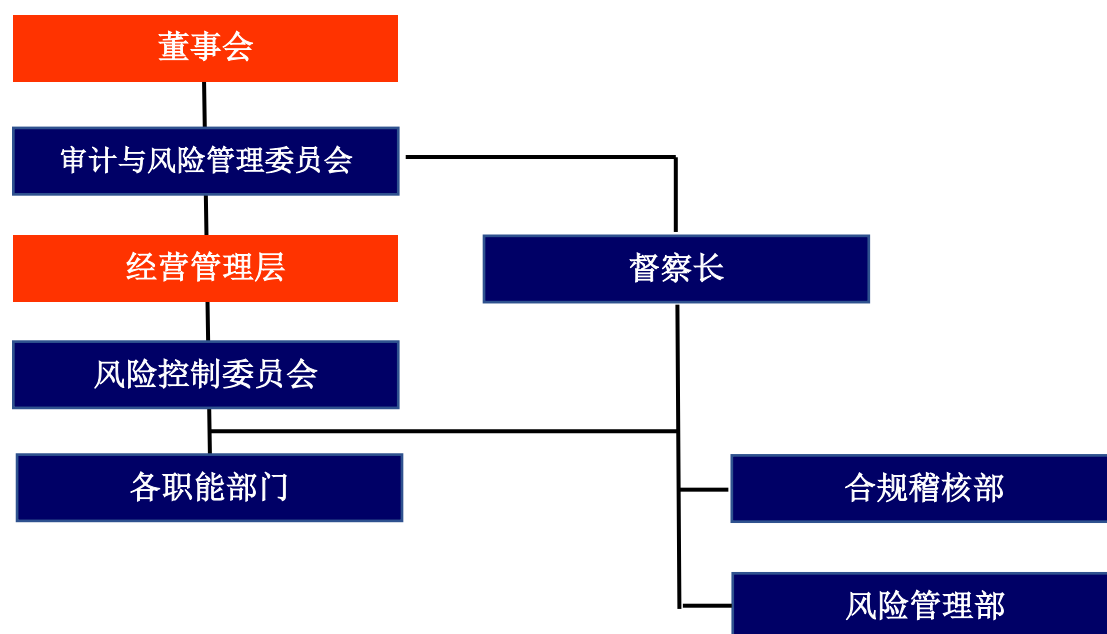 董事会
审计与风险管理委员会
经营管理层
督察长
风险控制委员会
各职能部门
合规稽核部
风险管理部